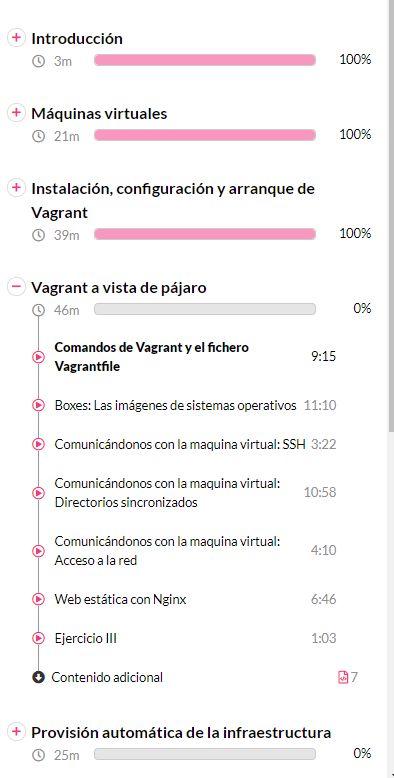 Introducción
3m 100%
Máquinas virtuales
21m 100%
Instalación, configuración y arranque de
Vagrant
39m 100%
Vagrant a vista de pájaro
46m 0%
Comandos de Vagrant y el fichero
Vagrantfile 9:15
Boxes: Las imágenes de sistemas operativos 11:10
Comunicándonos con la maquina virtual: SSH 3:22
Comunicándonos con la maquina virtual:
Directorios sincronizados 10:58
Comunicándonos con la maquina virtual:
Acceso a la red 4:10
Web estática con Nginx 6:46
Ejercicio III 1:03
Contenido adicional 7
Provisión automática de la infraestructura
25m 0%